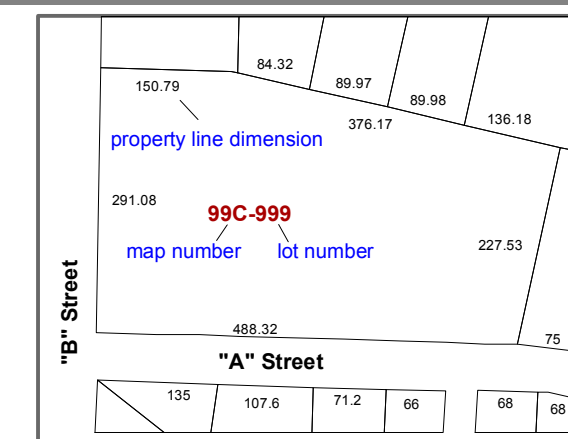 84.32
89.97
89.98
136.18
150.79
376.17
property line dimension
291.08
99C-999
map number
lot number
227.53
"B" Street
488.32
75
"A" Street
135
107.6
71.2
66
68
68